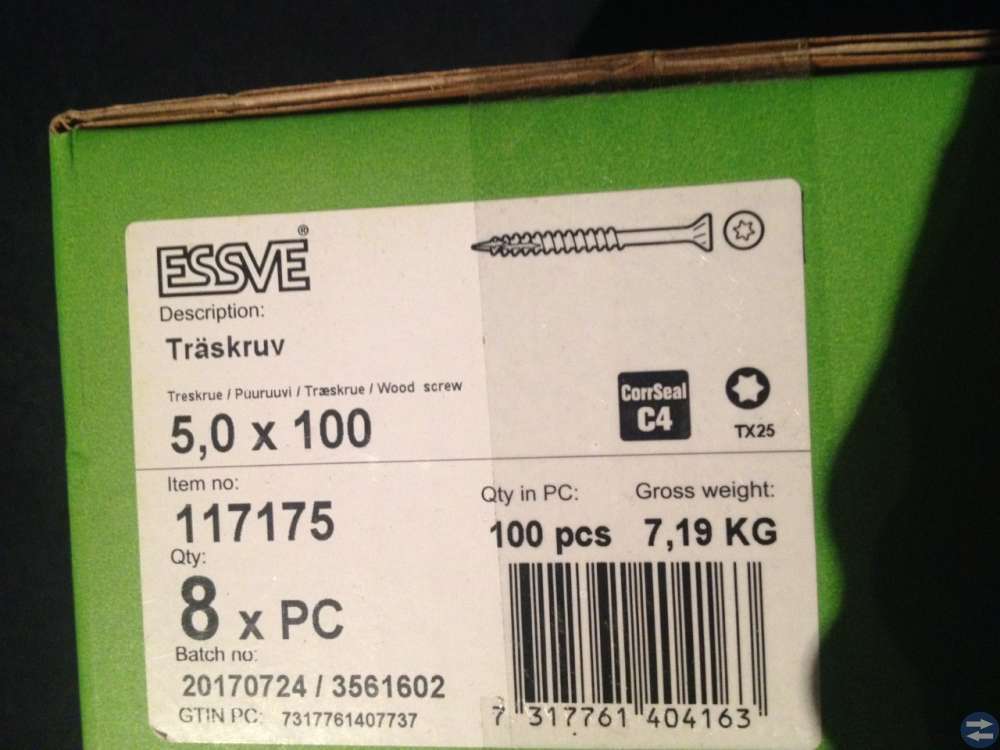 ESSVE®
Description:
Träskruv
Treskrue / Puuruuvi / Træskrue / Wood screw
5,0 x 100
CorrSeal
C4
TX25
Item no:
117175
Qty in PC:
100 pcs
Gross weight:
7,19 KG
Qty:
8 x PC
Batch no:
20170724 / 3561602
GTIN PC: 7317761407737
7 317761 404163